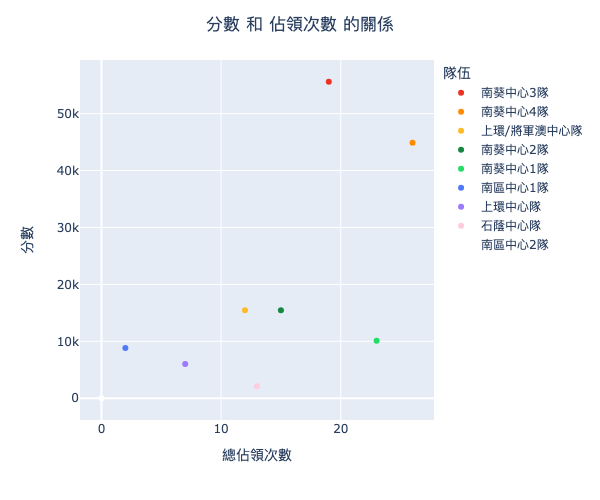 分數 和 佔領次數 的關係
隊伍
南葵中心3隊
南葵中心4隊
上環/將軍澳中心隊
南葵中心2隊
南葵中心1隊
南區中心1隊
上環中心隊
石蔭中心隊
南區中心2隊
分數
50k
40k
30k
20k
10k
0
0
10
20
總佔領次數